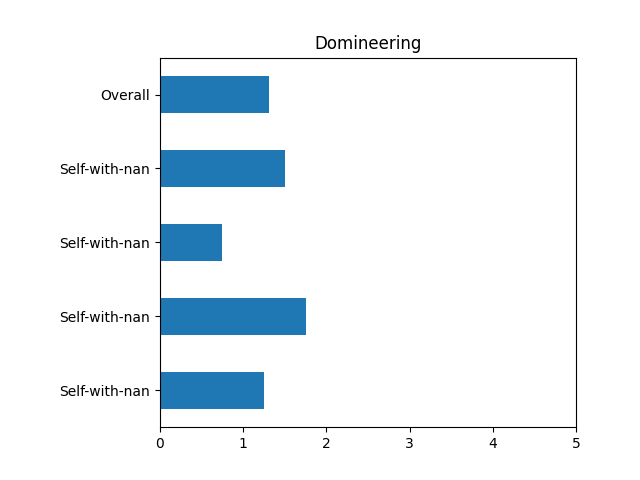 Domineering
Overall
Self-with-nan
Self-with-nan
Self-with-nan
Self-with-nan
0 1 2 3 4 5